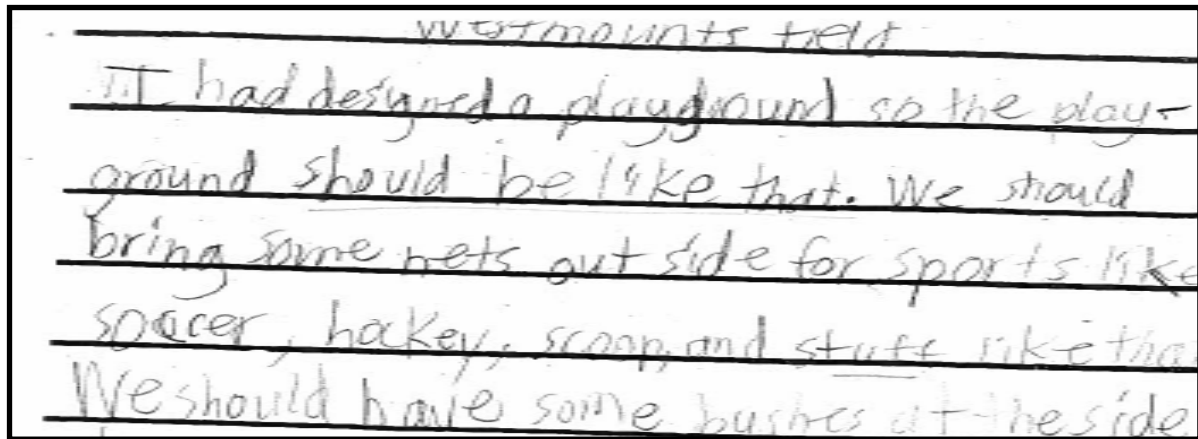 westmounts field
I had designed a playground so the play-
ground should be like that. We should
bring some nets out side for sports like
soccer, hockey, scoop, and stuff like tha
We should have some bushes at the side